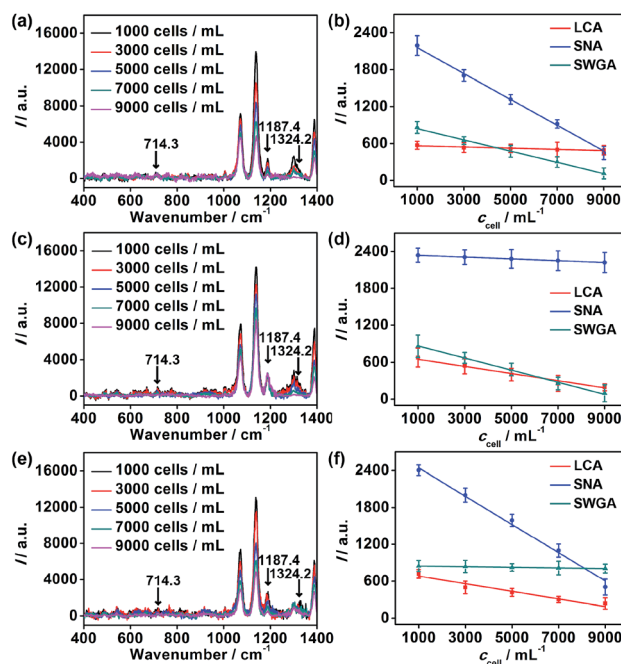 (a)
16000
12000
8000
4000
0
I / a.u.
1000 cells / mL
3000 cells / mL
5000 cells / mL
7000 cells / mL
9000 cells / mL
714.3
1187.4
1324.2
400 600 800 1000 1200 1400
Wavenumber / cm-1
(b)
2400
1800
1200
600
0
I / a.u.
LCA
SNA
SWGA
1000 3000 5000 7000 9000
c cell / mL-1
(c)
16000
12000
8000
4000
0
I / a.u.
1000 cells / mL
3000 cells / mL
5000 cells / mL
7000 cells / mL
9000 cells / mL
714.3
1187.4
1324.2
400 600 800 1000 1200 1400
Wavenumber / cm-1
(d)
2400
1800
1200
600
0
I / a.u.
LCA
SNA
SWGA
1000 3000 5000 7000 9000
c cell / mL-1
(e)
16000
12000
8000
4000
0
I / a.u.
1000 cells / mL
3000 cells / mL
5000 cells / mL
7000 cells / mL
9000 cells / mL
714.3
1187.4
1324.2
400 600 800 1000 1200 1400
Wavenumber / cm-1
(f)
2400
1800
1200
600
0
I / a.u.
LCA
SNA
SWGA
1000 3000 5000 7000 9000
c cell / mL-1